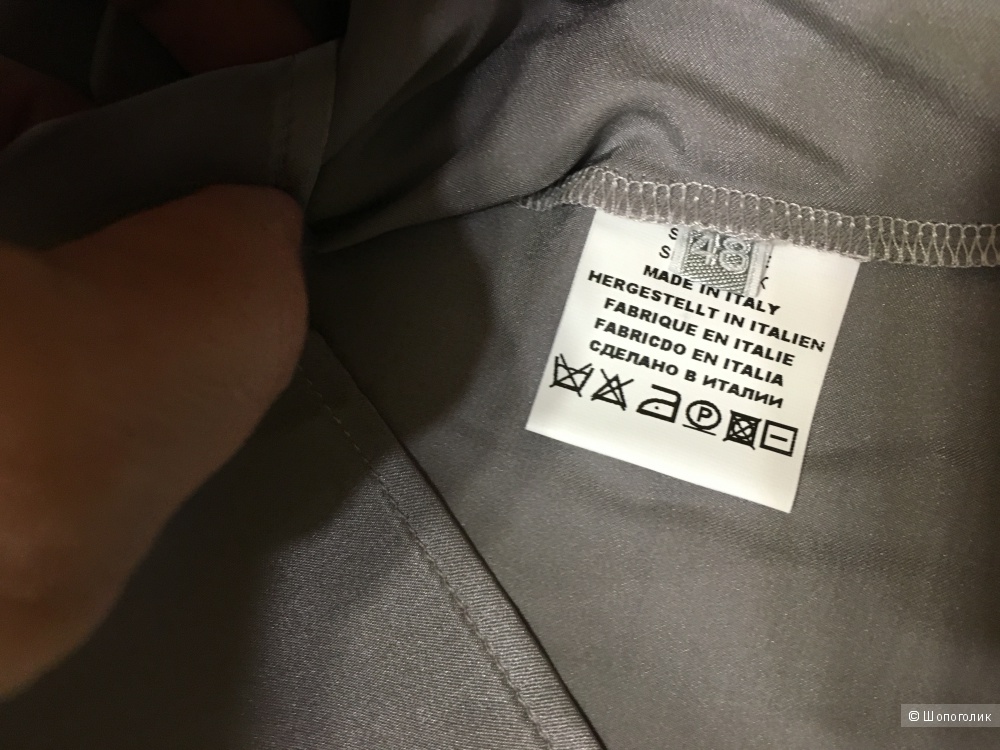 48
MADE IN ITALY
HERGESTELLT IN ITALIEN
FABRIQUE EN ITALIE
FABRICDO EN ITALIA
СДЕЛАНО В ИТАЛИИ
P
© Шопоголик